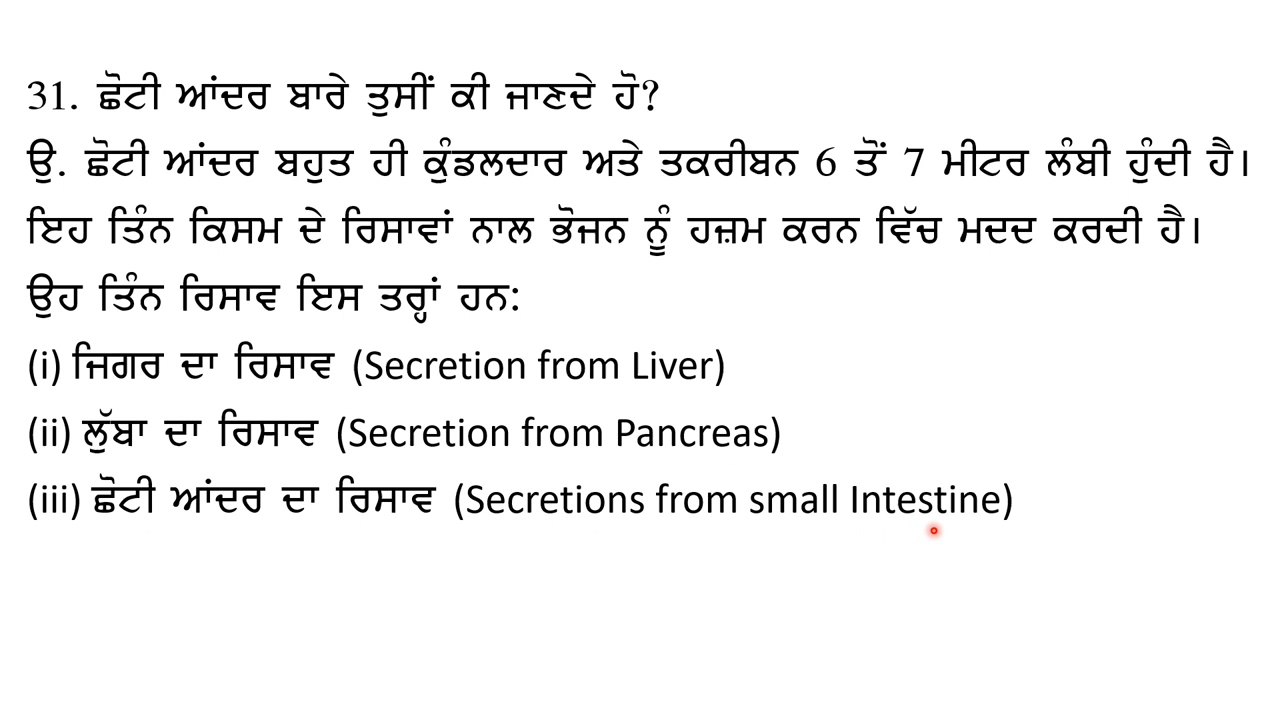 31. ਛੋਟੀ ਆਂਦਰ ਬਾਰੇ ਤੁਸੀਂ ਕੀ ਜਾਣਦੇ ਹੋ?
ਉ. ਛੋਟੀ ਆਂਦਰ ਬਹੁਤ ਹੀ ਕੁੰਡਲਦਾਰ ਅਤੇ ਤਕਰੀਬਨ 6 ਤੋਂ 7 ਮੀਟਰ ਲੰਬੀ ਹੁੰਦੀ ਹੈ।
ਇਹ ਤਿੰਨ ਕਿਸਮ ਦੇ ਰਿਸਾਵਾਂ ਨਾਲ ਭੋਜਨ ਨੂੰ ਹਜ਼ਮ ਕਰਨ ਵਿੱਚ ਮਦਦ ਕਰਦੀ ਹੈ।
ਉਹ ਤਿੰਨ ਰਿਸਾਵ ਇਸ ਤਰ੍ਹਾਂ ਹਨ:
(i) ਜਿਗਰ ਦਾ ਰਿਸਾਵ (Secretion from Liver)
(ii) ਲੁੱਬਾ ਦਾ ਰਿਸਾਵ (Secretion from Pancreas)
(iii) ਛੋਟੀ ਆਂਦਰ ਦਾ ਰਿਸਾਵ (Secretions from small Intestine)